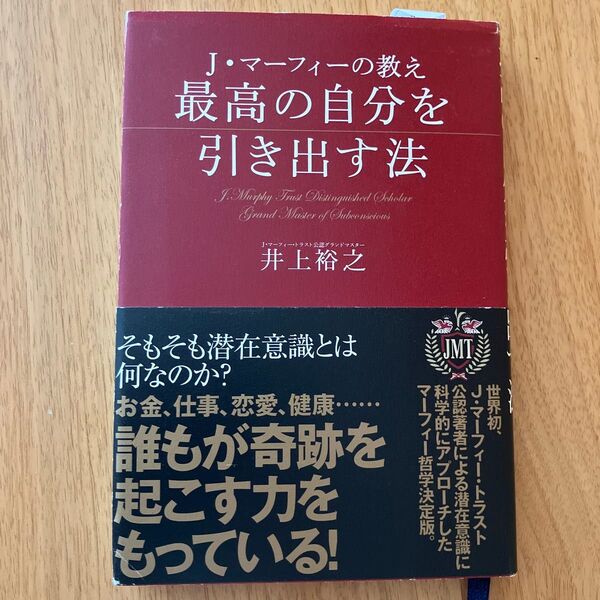 J・マーフィーの教え
最高の自分を
引き出す法
J. Murphy Trust Distinguished Scholar
Grand Master of Subconscious
J・マーフィー・トラスト公認グランドマスター
井上裕之
そもそも潜在意識とは
何なのか?
お金、仕事、恋愛、健康……
誰もが奇跡を
起こす力を
もっている!
JMT
世界初、
J・マーフィー・トラスト
公認著者による潜在意識に
科学的にアプローチした
マーフィー哲学決定版。